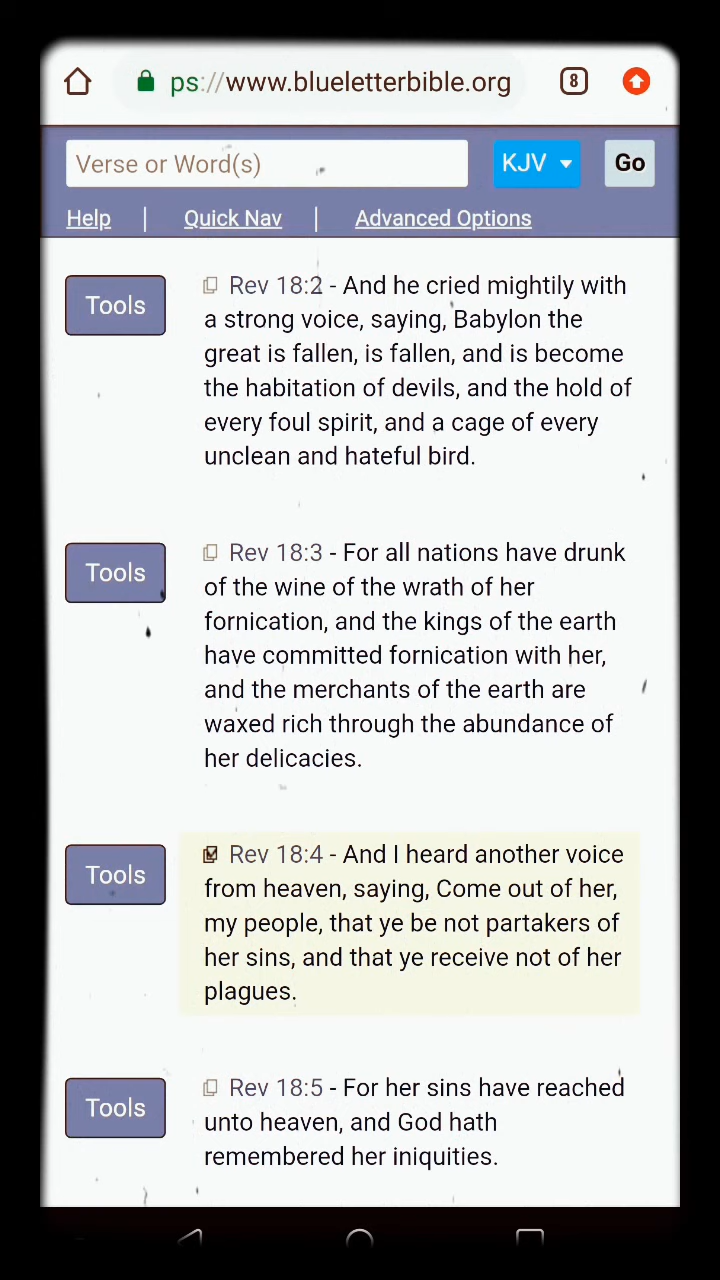 ps://www.blueletterbible.org
8
Verse or Word(s)
KJV
Go
Help | Quick Nav | Advanced Options
Tools
Rev 18:2 - And he cried mightily with
a strong voice, saying, Babylon the
great is fallen, is fallen, and is become
the habitation of devils, and the hold of
every foul spirit, and a cage of every
unclean and hateful bird.
Tools
Rev 18:3 - For all nations have drunk
of the wine of the wrath of her
fornication, and the kings of the earth
have committed fornication with her,
and the merchants of the earth are
waxed rich through the abundance of
her delicacies.
Tools
Rev 18:4 - And I heard another voice
from heaven, saying, Come out of her,
my people, that ye be not partakers of
her sins, and that ye receive not of her
plagues.
Tools
Rev 18:5 - For her sins have reached
unto heaven, and God hath
remembered her iniquities.